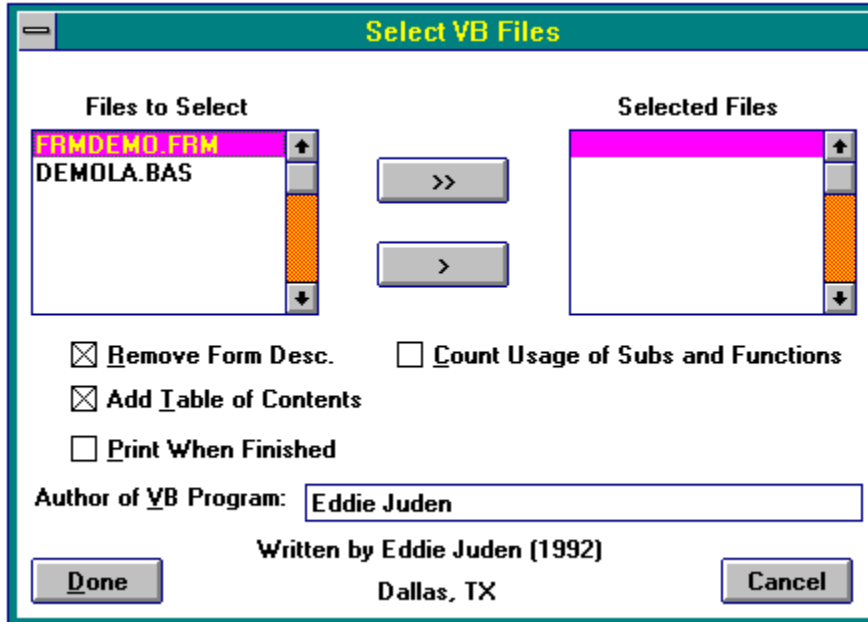 Select VB Files
Files to Select
Selected Files
FRMDEMO.FRM
DEMOLA.BAS
>>
>
Remove Form Desc.
Count Usage of Subs and Functions
Add Table of Contents
Print When Finished
Author of VB Program:
Eddie Juden
Written by Eddie Juden (1992)
Done
Dallas, TX
Cancel